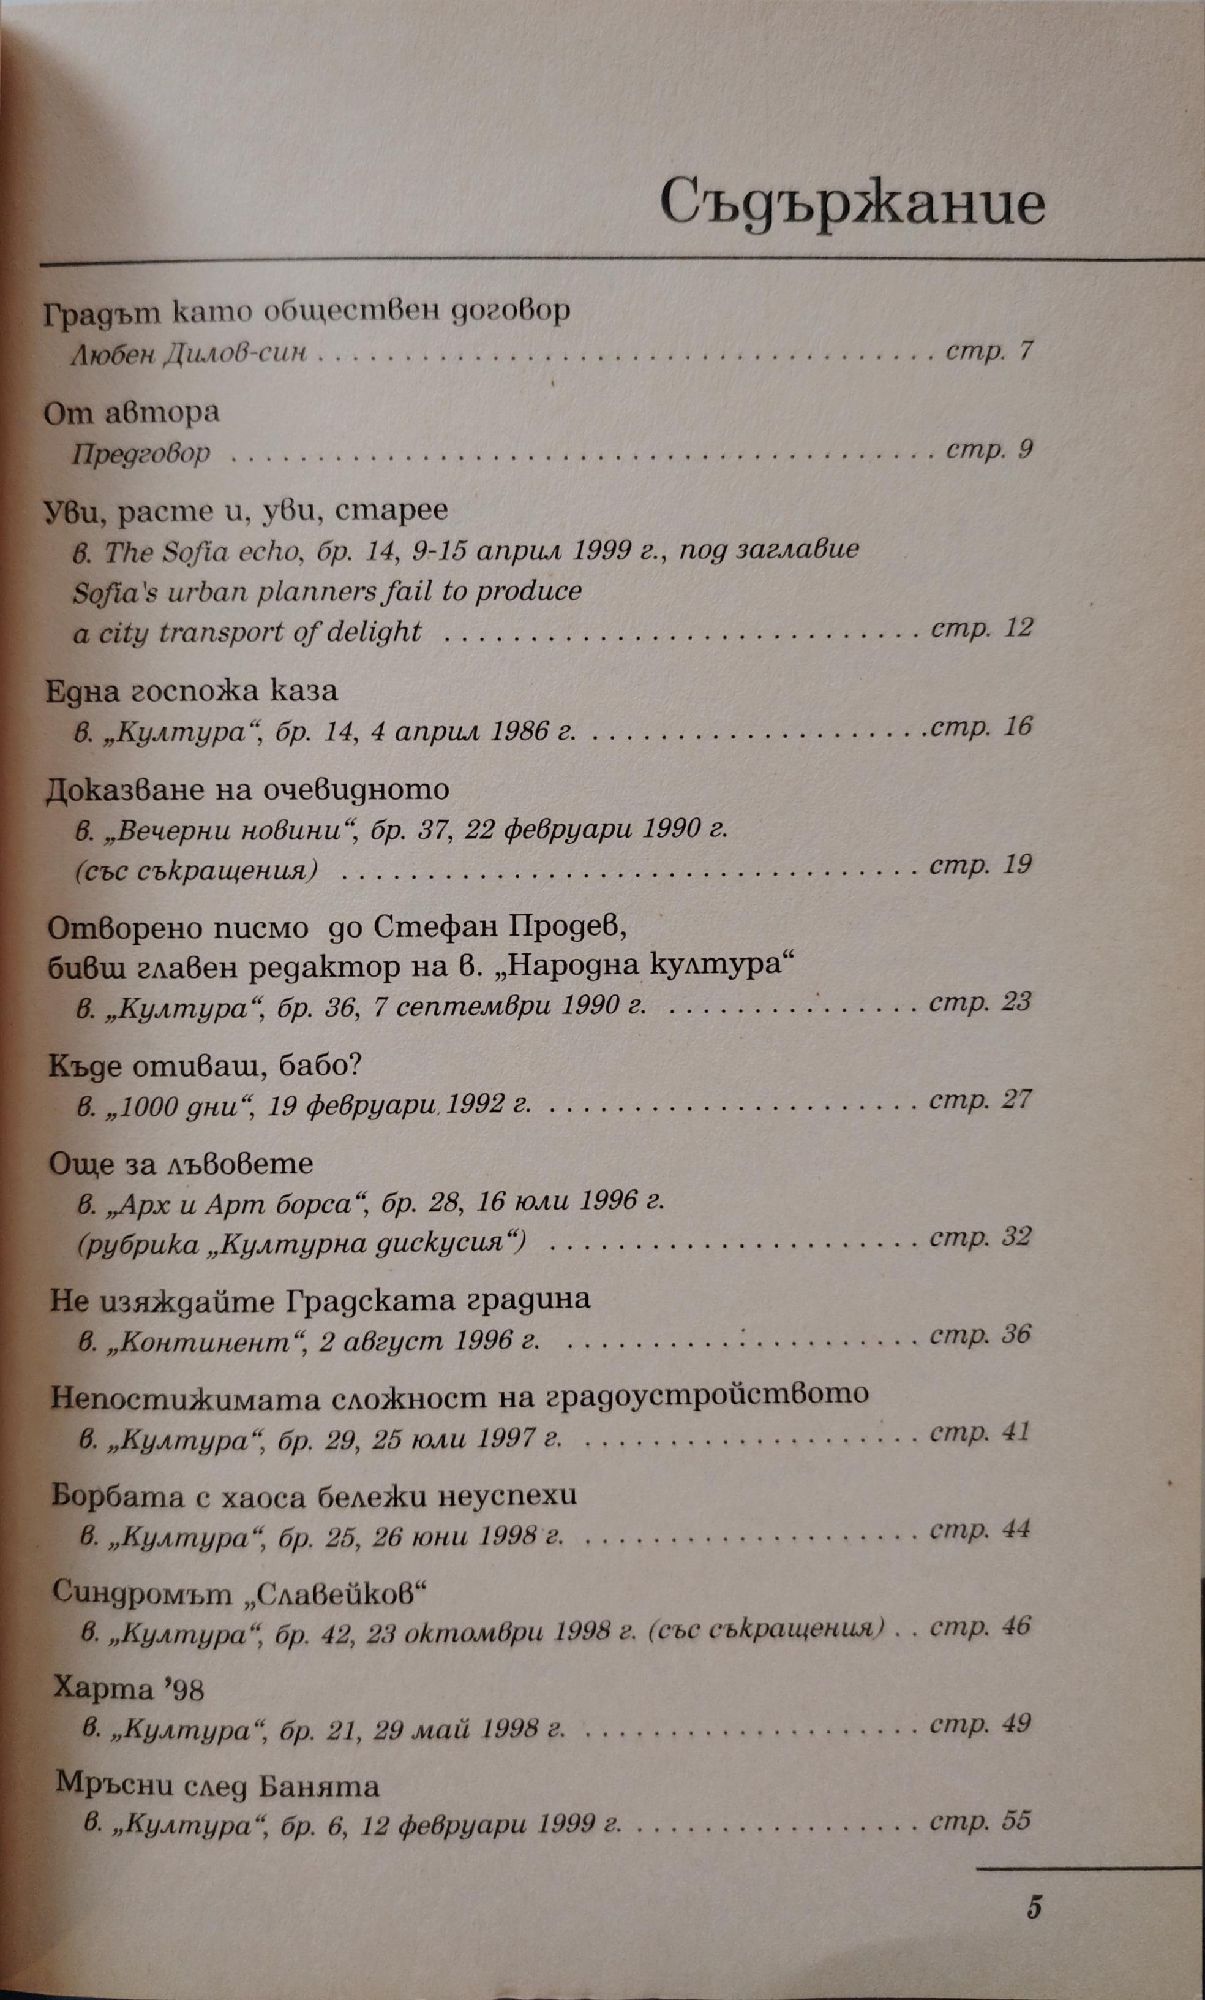 Съдържание
Градът като обществен договор
Любен Дилов-син . . . . . . . . . . . . . . . . . . . . . . . . . . . . . . . . . . . . стр. 7
От автора
Предговор . . . . . . . . . . . . . . . . . . . . . . . . . . . . . . . . . . . . . . . . . стр. 9
Уви, расте и, уви, старее
в. The Sofia echo, бр. 14, 9-15 април 1999 г., под заглавие
Sofia's urban planners fail to produce
a city transport of delight . . . . . . . . . . . . . . . . . . . . . . . . . . . . стр. 12
Една госпожа каза
в. „Култура“, бр. 14, 4 април 1986 г. . . . . . . . . . . . . . . . . . . . . .стр. 16
Доказване на очевидното
в. „Вечерни новини“, бр. 37, 22 февруари 1990 г.
(със съкращения) . . . . . . . . . . . . . . . . . . . . . . . . . . . . . . . . . . стр. 19
Отворено писмо до Стефан Продев,
бивш главен редактор на в. „Народна култура“
в. „Култура“, бр. 36, 7 септември 1990 г. . . . . . . . . . . . . . . . стр. 23
Къде отиваш, бабо?
в. „1000 дни“, 19 февруари 1992 г. . . . . . . . . . . . . . . . . . . . . . . стр. 27
Още за лъвовете
в. „Арх и Арт борса“, бр. 28, 16 юли 1996 г.
(рубрика „Културна дискусия“) . . . . . . . . . . . . . . . . . . . . . . стр. 32
Не изяждайте Градската градина
в. „Континент“, 2 август 1996 г. . . . . . . . . . . . . . . . . . . . . . стр. 36
Непостижимата сложност на градоустройството
в. „Култура“, бр. 29, 25 юли 1997 г. . . . . . . . . . . . . . . . . . . . . стр. 41
Борбата с хаоса бележи неуспехи
в. „Култура“, бр. 25, 26 юни 1998 г. . . . . . . . . . . . . . . . . . . . . стр. 44
Синдромът „Славейков“
в. „Култура“, бр. 42, 23 октомври 1998 г. (със съкращения) . . стр. 46
Харта ’98
в. „Култура“, бр. 21, 29 май 1998 г. . . . . . . . . . . . . . . . . . . . . стр. 49
Мръсни след Банята
в. „Култура“, бр. 6, 12 февруари 1999 г. . . . . . . . . . . . . . . . . . стр. 55
5